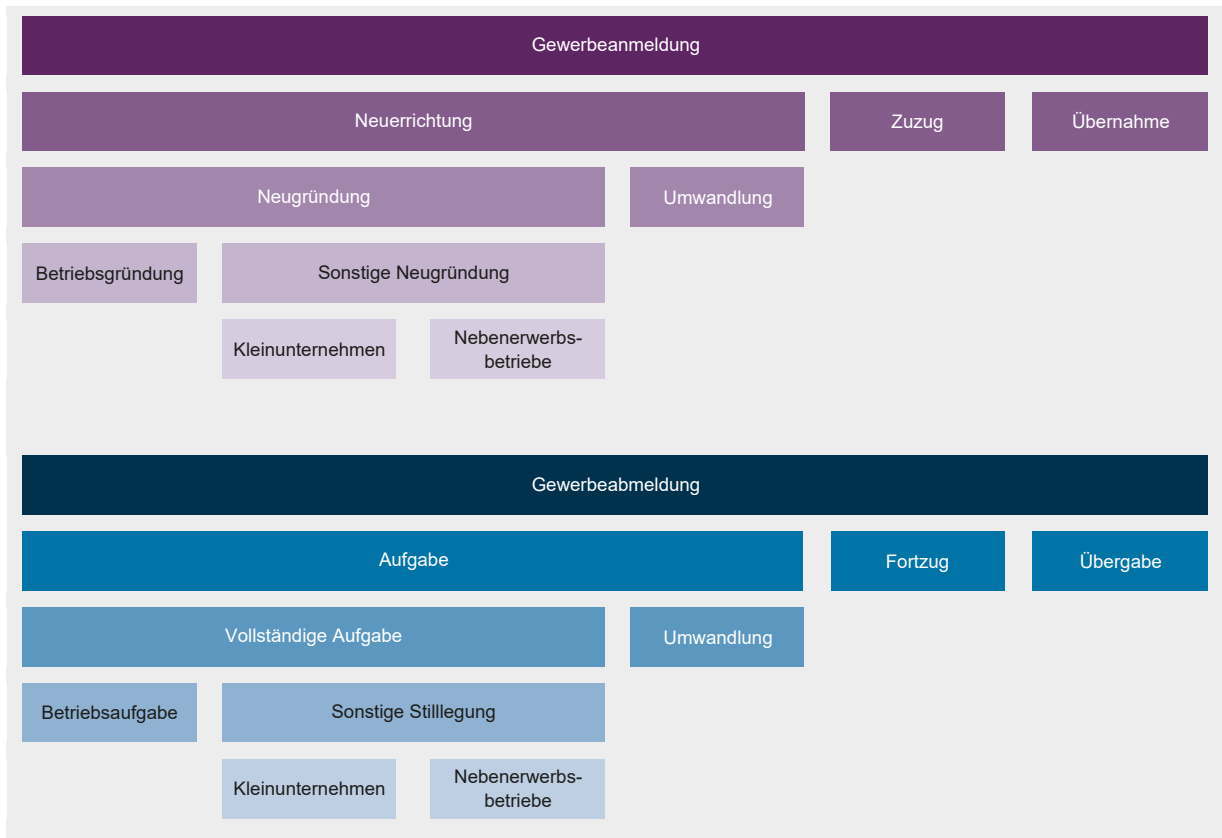 Gewerbeanmeldung
Neuerrichtung
Zuzug
Übernahme
Neugründung
Umwandlung
Betriebsgründung
Sonstige Neugründung
Kleinunternehmen
Nebenerwerbs-
betriebe
Gewerbeabmeldung
Aufgabe
Fortzug
Übergabe
Vollständige Aufgabe
Umwandlung
Betriebsaufgabe
Sonstige Stilllegung
Kleinunternehmen
Nebenerwerbs-
betriebe